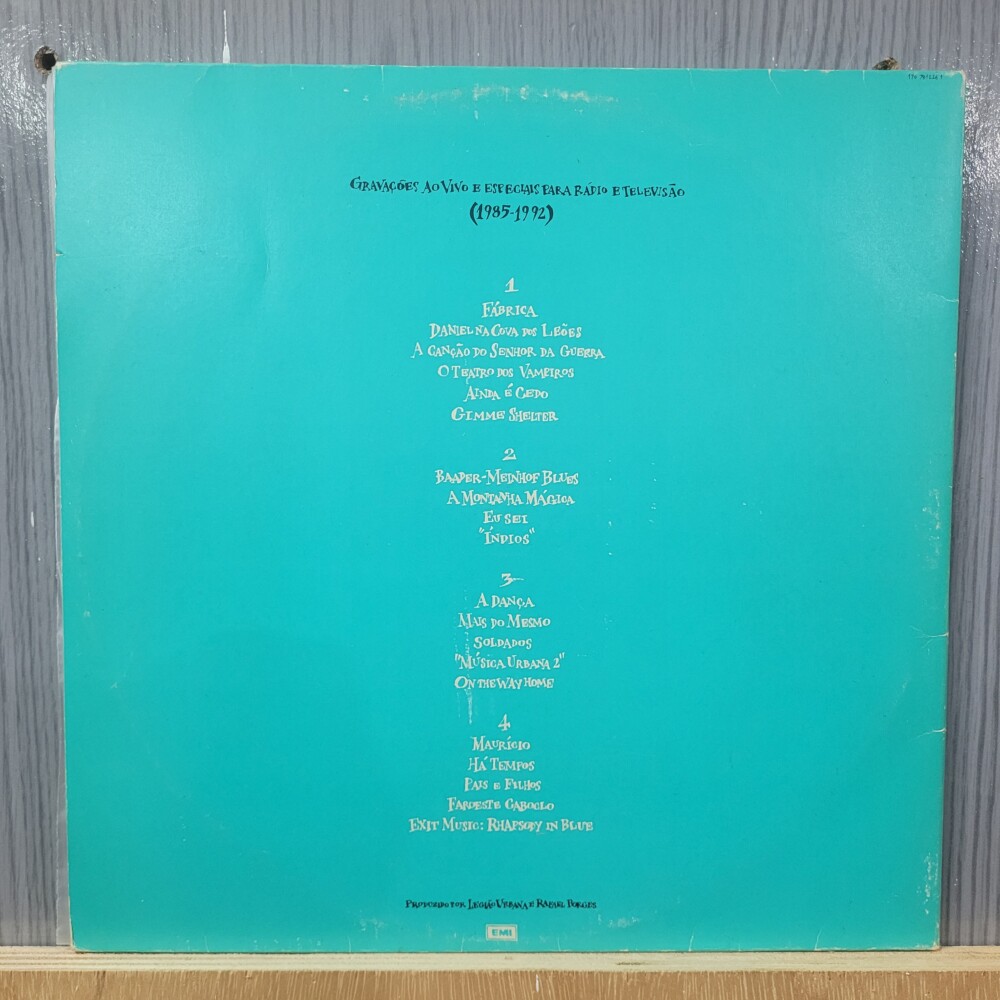 Gravações ao Vivo e especiais para Rádio e Televisão
(1985-1992)
1
Fábrica
Daniel na Cova dos Leões
A Canção do Senhor da Guerra
O Teatro dos Vampiros
Ainda é Cedo
Gimme Shelter
2
Baader-Meinhof Blues
A Montanha Mágica
Eu sei
"Índios"
3
A Dança
Mais do Mesmo
Soldados
"Música Urbana 2"
On the Way Home
4
Maurício
Há Tempos
Pais e Filhos
Faroeste Caboclo
Exit Music: Rhapsody in Blue
Produzido por Legião Urbana e Rafael Borges
EMI